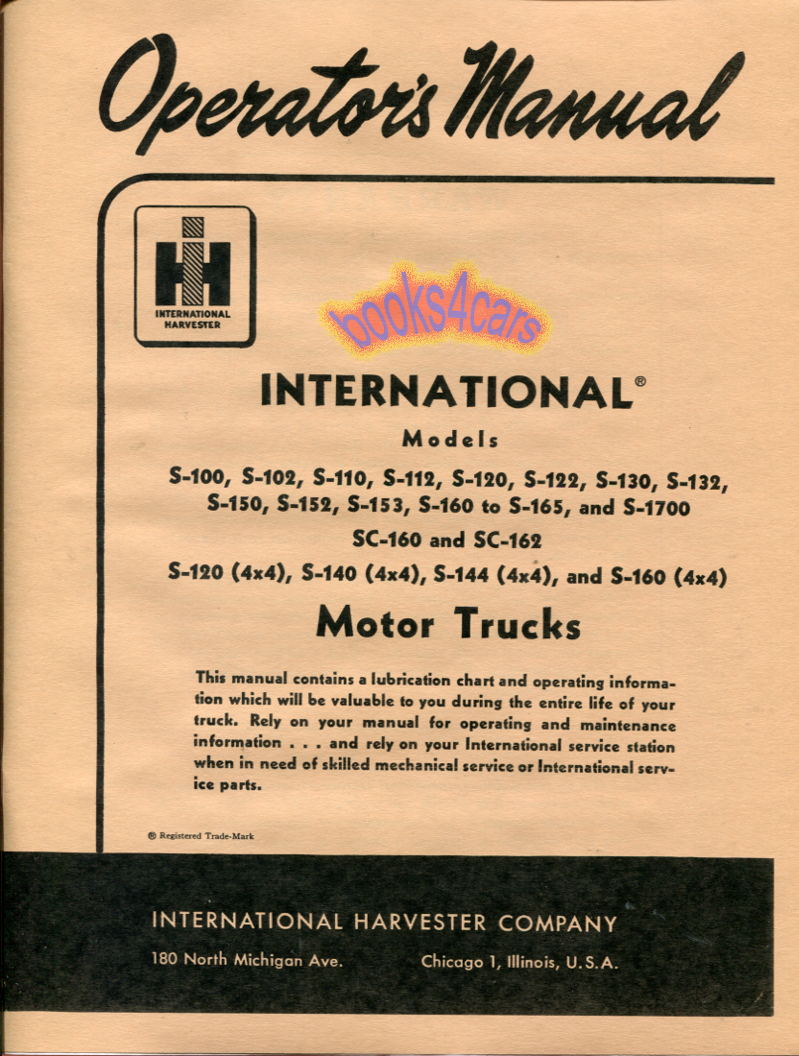 Operator's Manual
INTERNATIONAL
HARVESTER
books4cars
INTERNATIONAL®
Models
S-100, S-102, S-110, S-112, S-120, S-122, S-130, S-132,
S-150, S-152, S-153, S-160 to S-165, and S-1700
SC-160 and SC-162
S-120 (4x4), S-140 (4x4), S-144 (4x4), and S-160 (4x4)
Motor Trucks
This manual contains a lubrication chart and operating informa-
tion which will be valuable to you during the entire life of your
truck. Rely on your manual for operating and maintenance
information . . . and rely on your International service station
when in need of skilled mechanical service or International serv-
ice parts.
® Registered Trade-Mark
INTERNATIONAL HARVESTER COMPANY
180 North Michigan Ave. Chicago 1, Illinois, U.S.A.